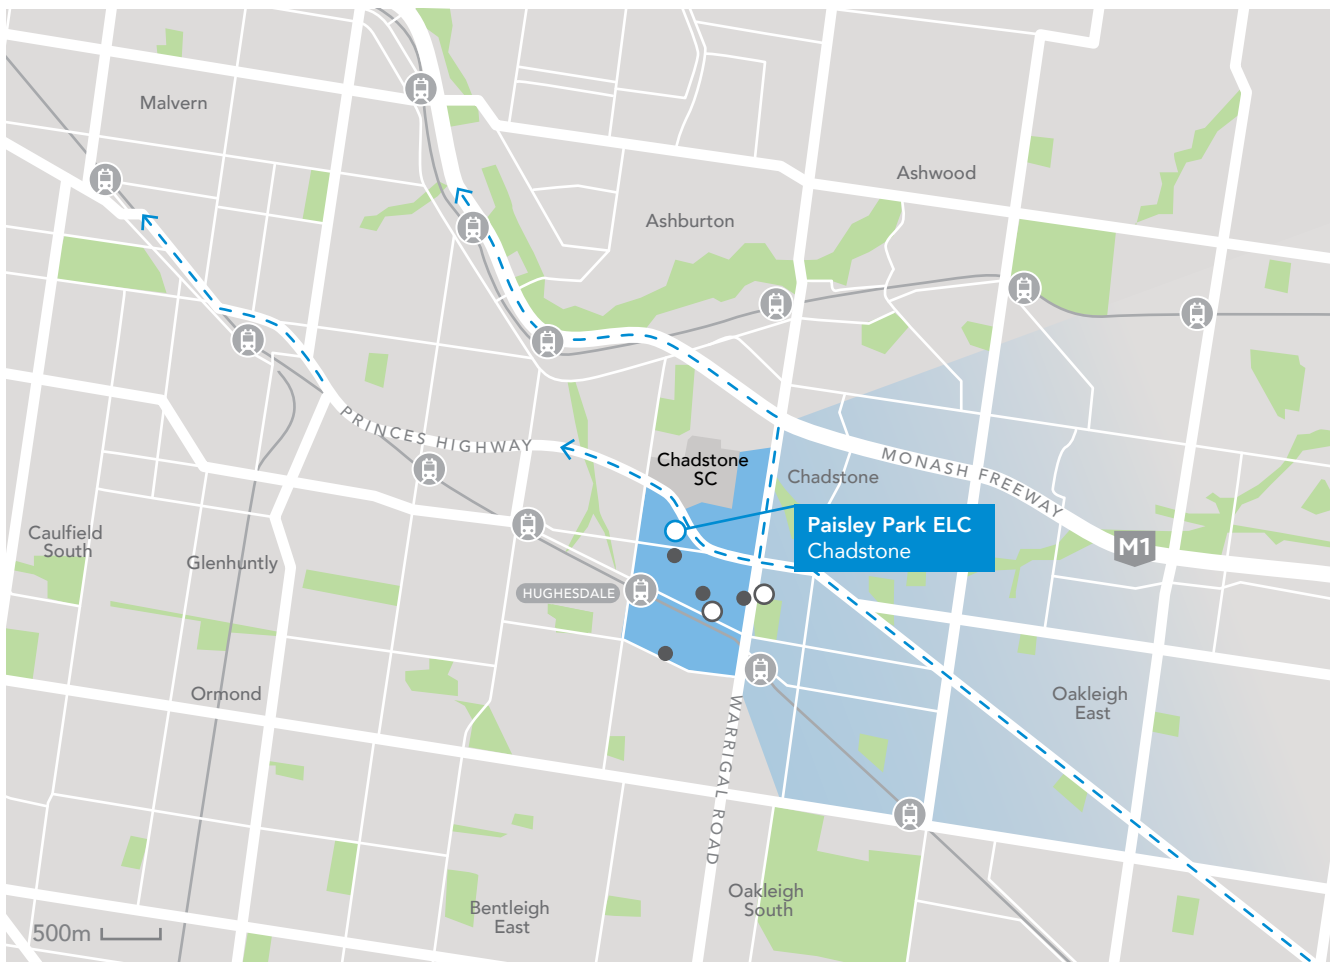 Malvern
Ashwood
Ashburton
PRINCES HIGHWAY
Chadstone
SC
Chadstone
MONASH FREEWAY
Paisley Park ELC
Chadstone
M1
Caulfield
South
Glenhuntly
HUGHESDALE
Ormond
Oakleigh
East
WARRIGAL ROAD
Oakleigh
South
Bentleigh
East
500m